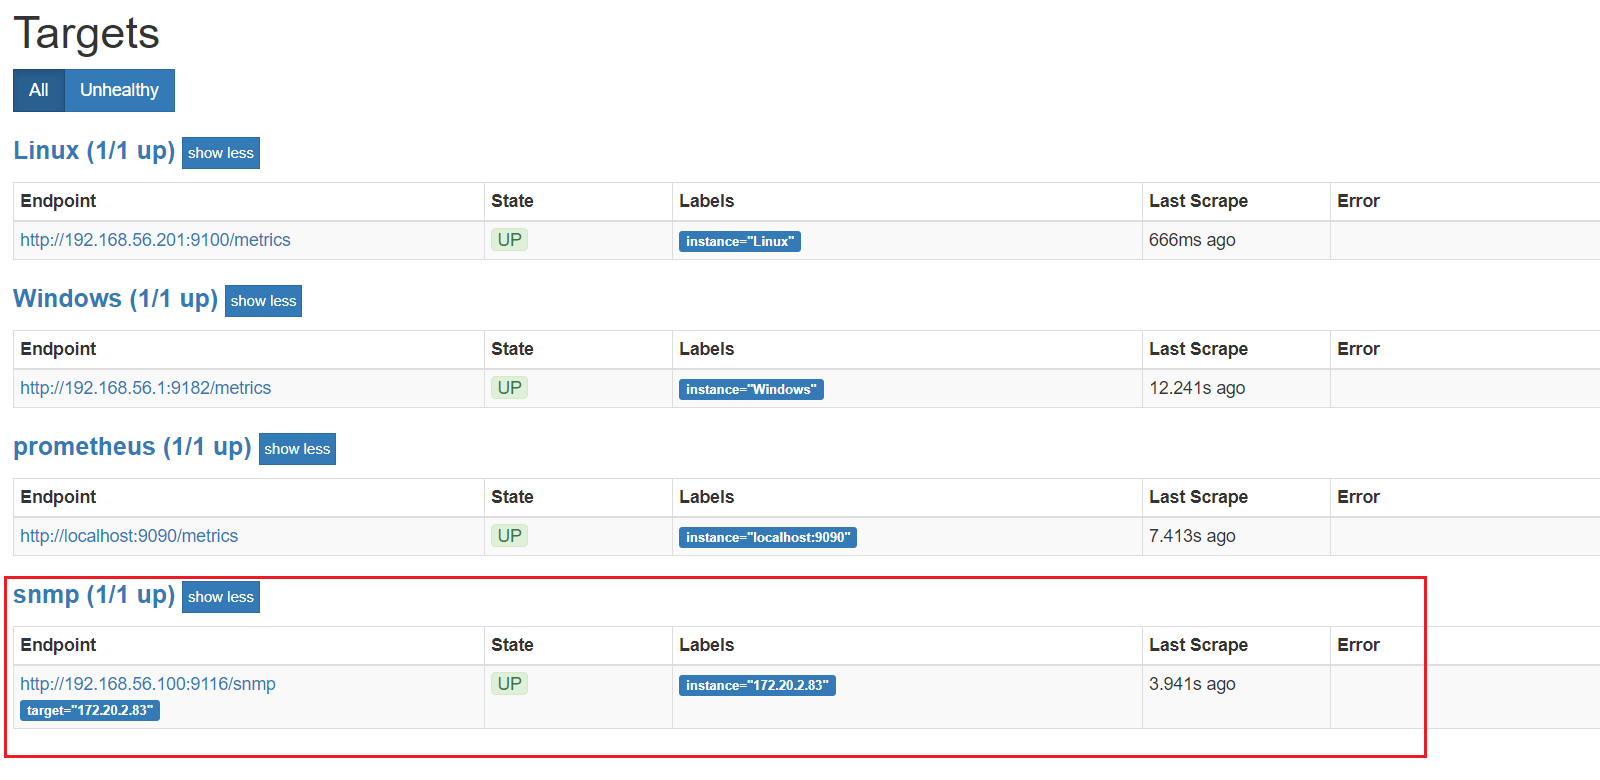 Targets
All Unhealthy
Linux (1/1 up) show less
Endpoint State Labels Last Scrape Error
http://192.168.56.201:9100/metrics UP instance="Linux" 666ms ago
Windows (1/1 up) show less
Endpoint State Labels Last Scrape Error
http://192.168.56.1:9182/metrics UP instance="Windows" 12.241s ago
prometheus (1/1 up) show less
Endpoint State Labels Last Scrape Error
http://localhost:9090/metrics UP instance="localhost:9090" 7.413s ago
snmp (1/1 up) show less
Endpoint State Labels Last Scrape Error
http://192.168.56.100:9116/snmp UP instance="172.20.2.83" 3.941s ago
target="172.20.2.83"